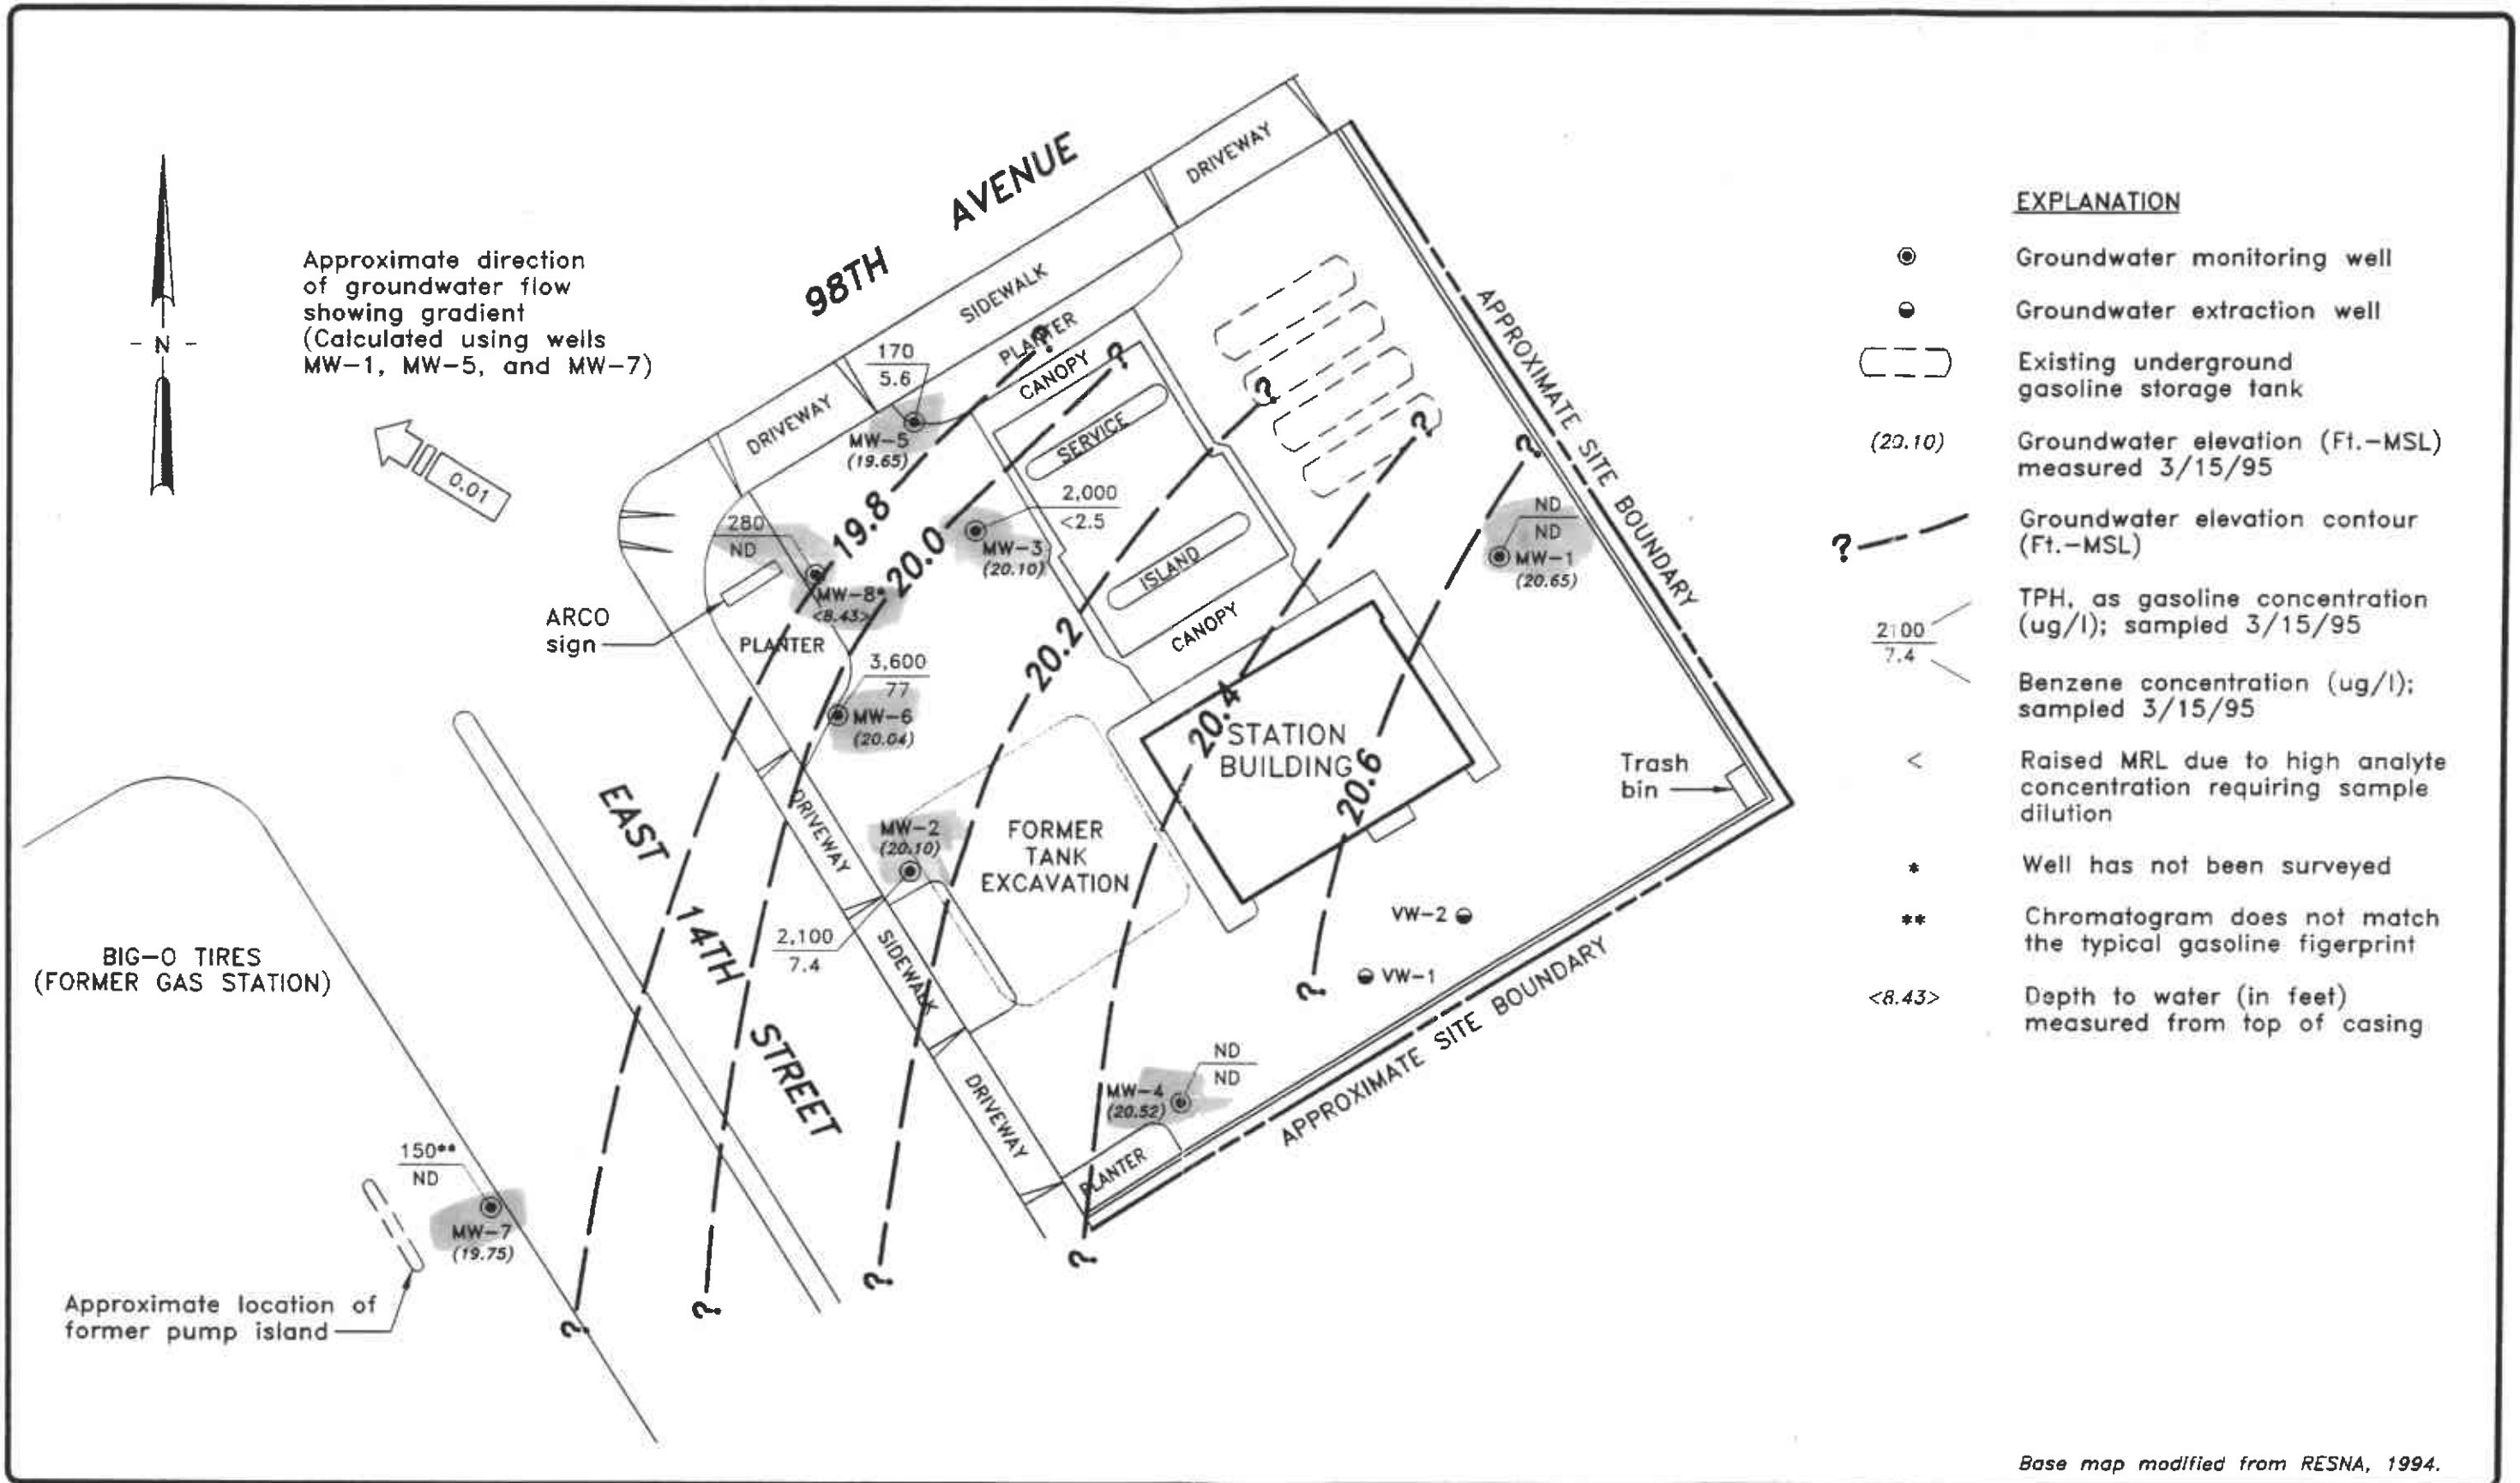 - N -
Approximate direction
of groundwater flow
showing gradient
(Calculated using wells
MW-1, MW-5, and MW-7)
0.01
98TH AVENUE
DRIVEWAY
SIDEWALK
PLANTER
DRIVEWAY
CANOPY
SERVICE
ISLAND
CANOPY
170
5.6
MW-5
(19.65)
2,000
<2.5
MW-3
(20.10)
280
ND
MW-8*
<8.43>
ARCO
sign
PLANTER
3,600
77
MW-6
(20.04)
ND
ND
MW-1
(20.65)
19.8
20.0
20.2
20.4
20.6
?
?
?
?
?
APPROXIMATE SITE BOUNDARY
STATION
BUILDING
Trash
bin
MW-2
(20.10)
2,100
7.4
FORMER
TANK
EXCAVATION
DRIVEWAY
SIDEWALK
DRIVEWAY
EAST 14TH STREET
BIG-O TIRES
(FORMER GAS STATION)
VW-2
VW-1
APPROXIMATE SITE BOUNDARY
ND
ND
MW-4
(20.52)
PLANTER
150**
ND
MW-7
(19.75)
Approximate location of
former pump island
?
?
?
?
?
EXPLANATION
Groundwater monitoring well
Groundwater extraction well
Existing underground
gasoline storage tank
(20.10)
Groundwater elevation (Ft.-MSL)
measured 3/15/95
?
Groundwater elevation contour
(Ft.-MSL)
2100
7.4
TPH, as gasoline concentration
(ug/l); sampled 3/15/95
Benzene concentration (ug/l);
sampled 3/15/95
<
Raised MRL due to high analyte
concentration requiring sample
dilution
*
Well has not been surveyed
**
Chromatogram does not match
the typical gasoline figerprint
<8.43>
Depth to water (in feet)
measured from top of casing
Base map modified from RESNA, 1994.